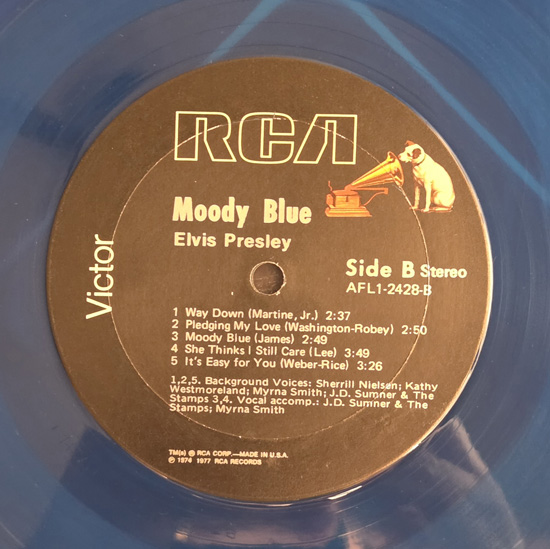 RCA
Moody Blue
Elvis Presley
Victor
Side B Stereo
AFL1-2428-B
1 Way Down (Martine, Jr.) 2:37
2 Pledging My Love (Washington-Robey) 2:50
3 Moody Blue (James) 2:49
4 She Thinks I Still Care (Lee) 3:49
5 It's Easy for You (Weber-Rice) 3:26
1,2,5. Background Voices: Sherrill Nielsen; Kathy
Westmoreland; Myrna Smith; J.D. Sumner & The
Stamps 3,4. Vocal accomp.: J.D. Sumner & The
Stamps; Myrna Smith
TM(s) ® RCA CORP.—MADE IN U.S.A.
℗ 1974 1977 RCA RECORDS